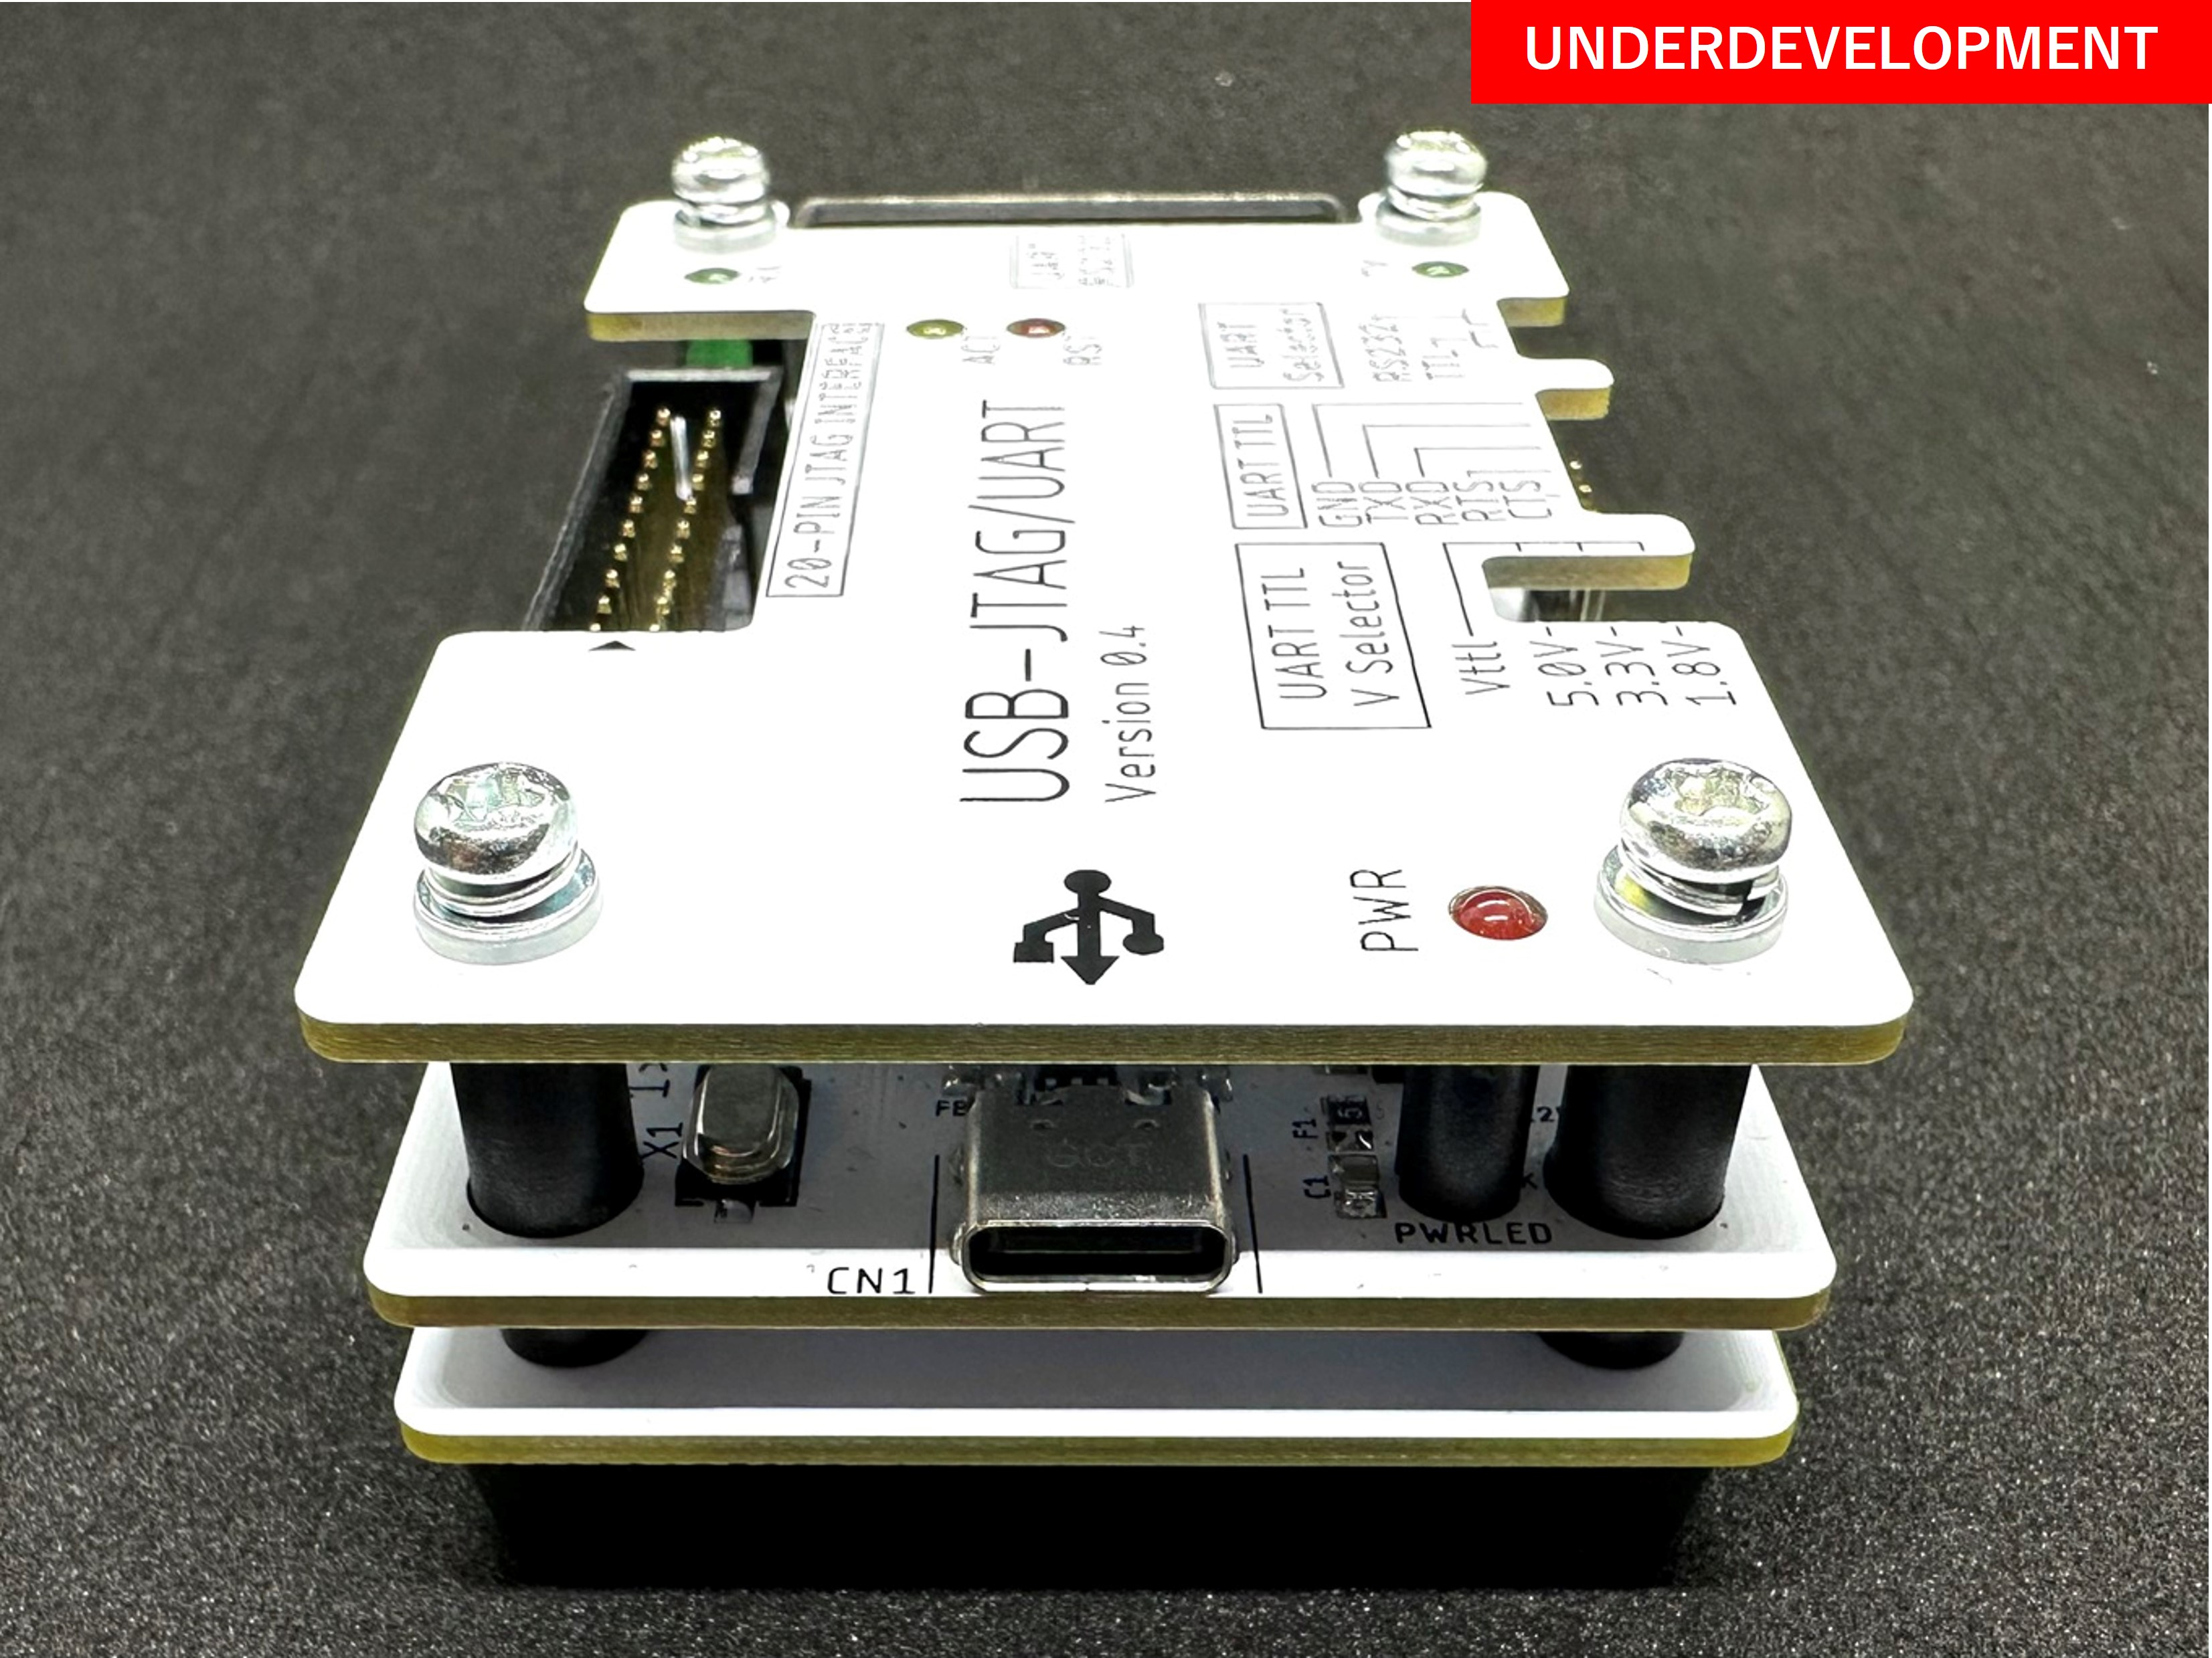 UNDERDEVELOPMENT
20-PIN JTAG INTERFACE
ACT
RST
USB-JTAG/UART
Version 0.4
UART
Selector
RS232
TTL
UART TTL
GND
TXD
RXD
RTS
CTS
UART TTL
V Selector
Vttl
5.0V
3.3V
1.8V
PWR
X1
F1
C1
PWRLED
CN1